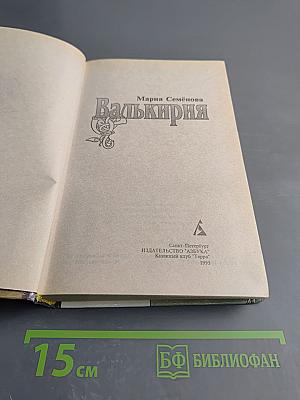 Мария Семёнова
Валькирия
Санкт-Петербург
ИЗДАТЕЛЬСТВО "АЗБУКА"
Книжный клуб "Терра"
1995
15 см
БФ БИБЛИОФАН